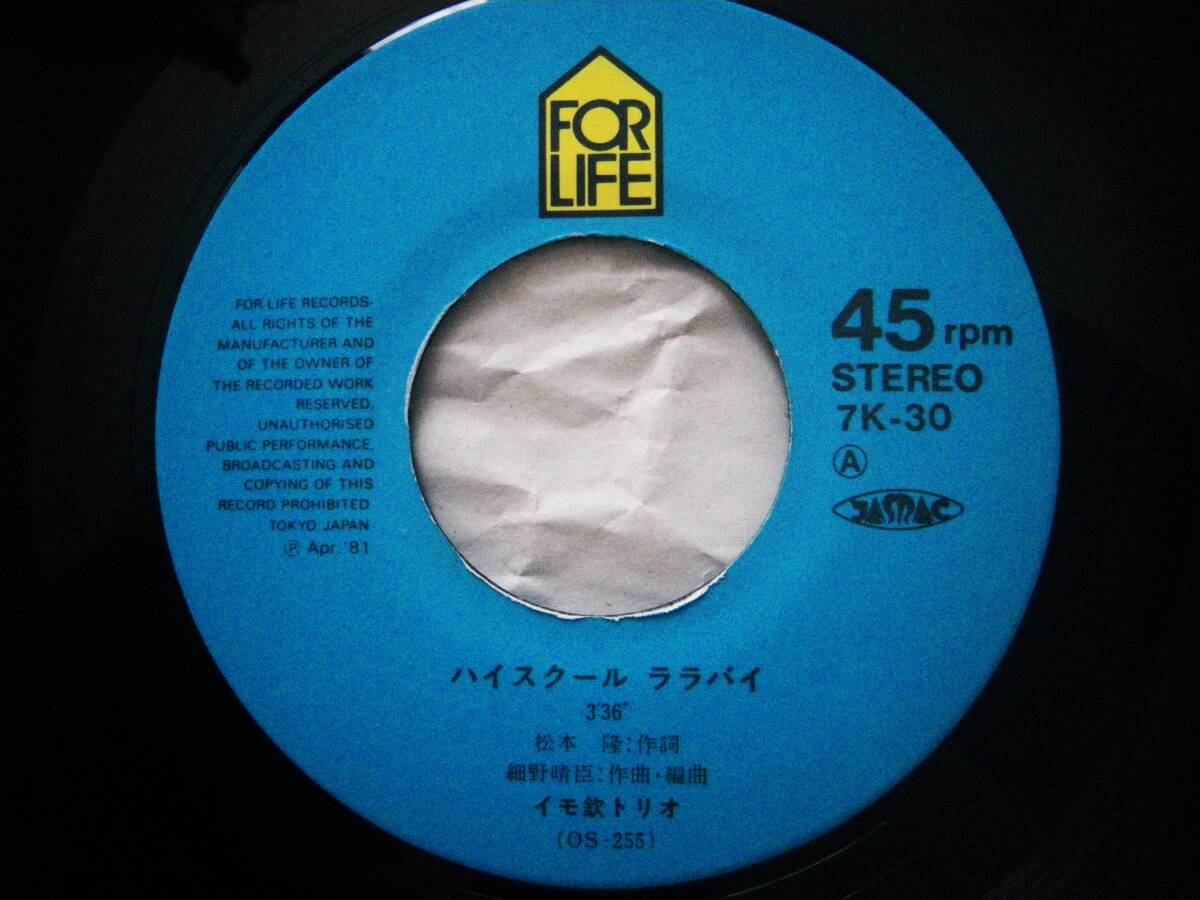 FOR
LIFE
FOR LIFE RECORDS·
ALL RIGHTS OF THE
MANUFACTURER AND
OF THE OWNER OF
THE RECORDED WORK
RESERVED.
UNAUTHORISED
PUBLIC PERFORMANCE,
BROADCASTING AND
COPYING OF THIS
RECORD PROHIBITED
TOKYO JAPAN
Ⓟ Apr. '81
45 rpm
STEREO
7K-30
Ⓐ
JASRAC
ハイスクール ララバイ
3'36"
松本 隆:作詞
細野晴臣:作曲・編曲
イモ欽トリオ
(OS-255)